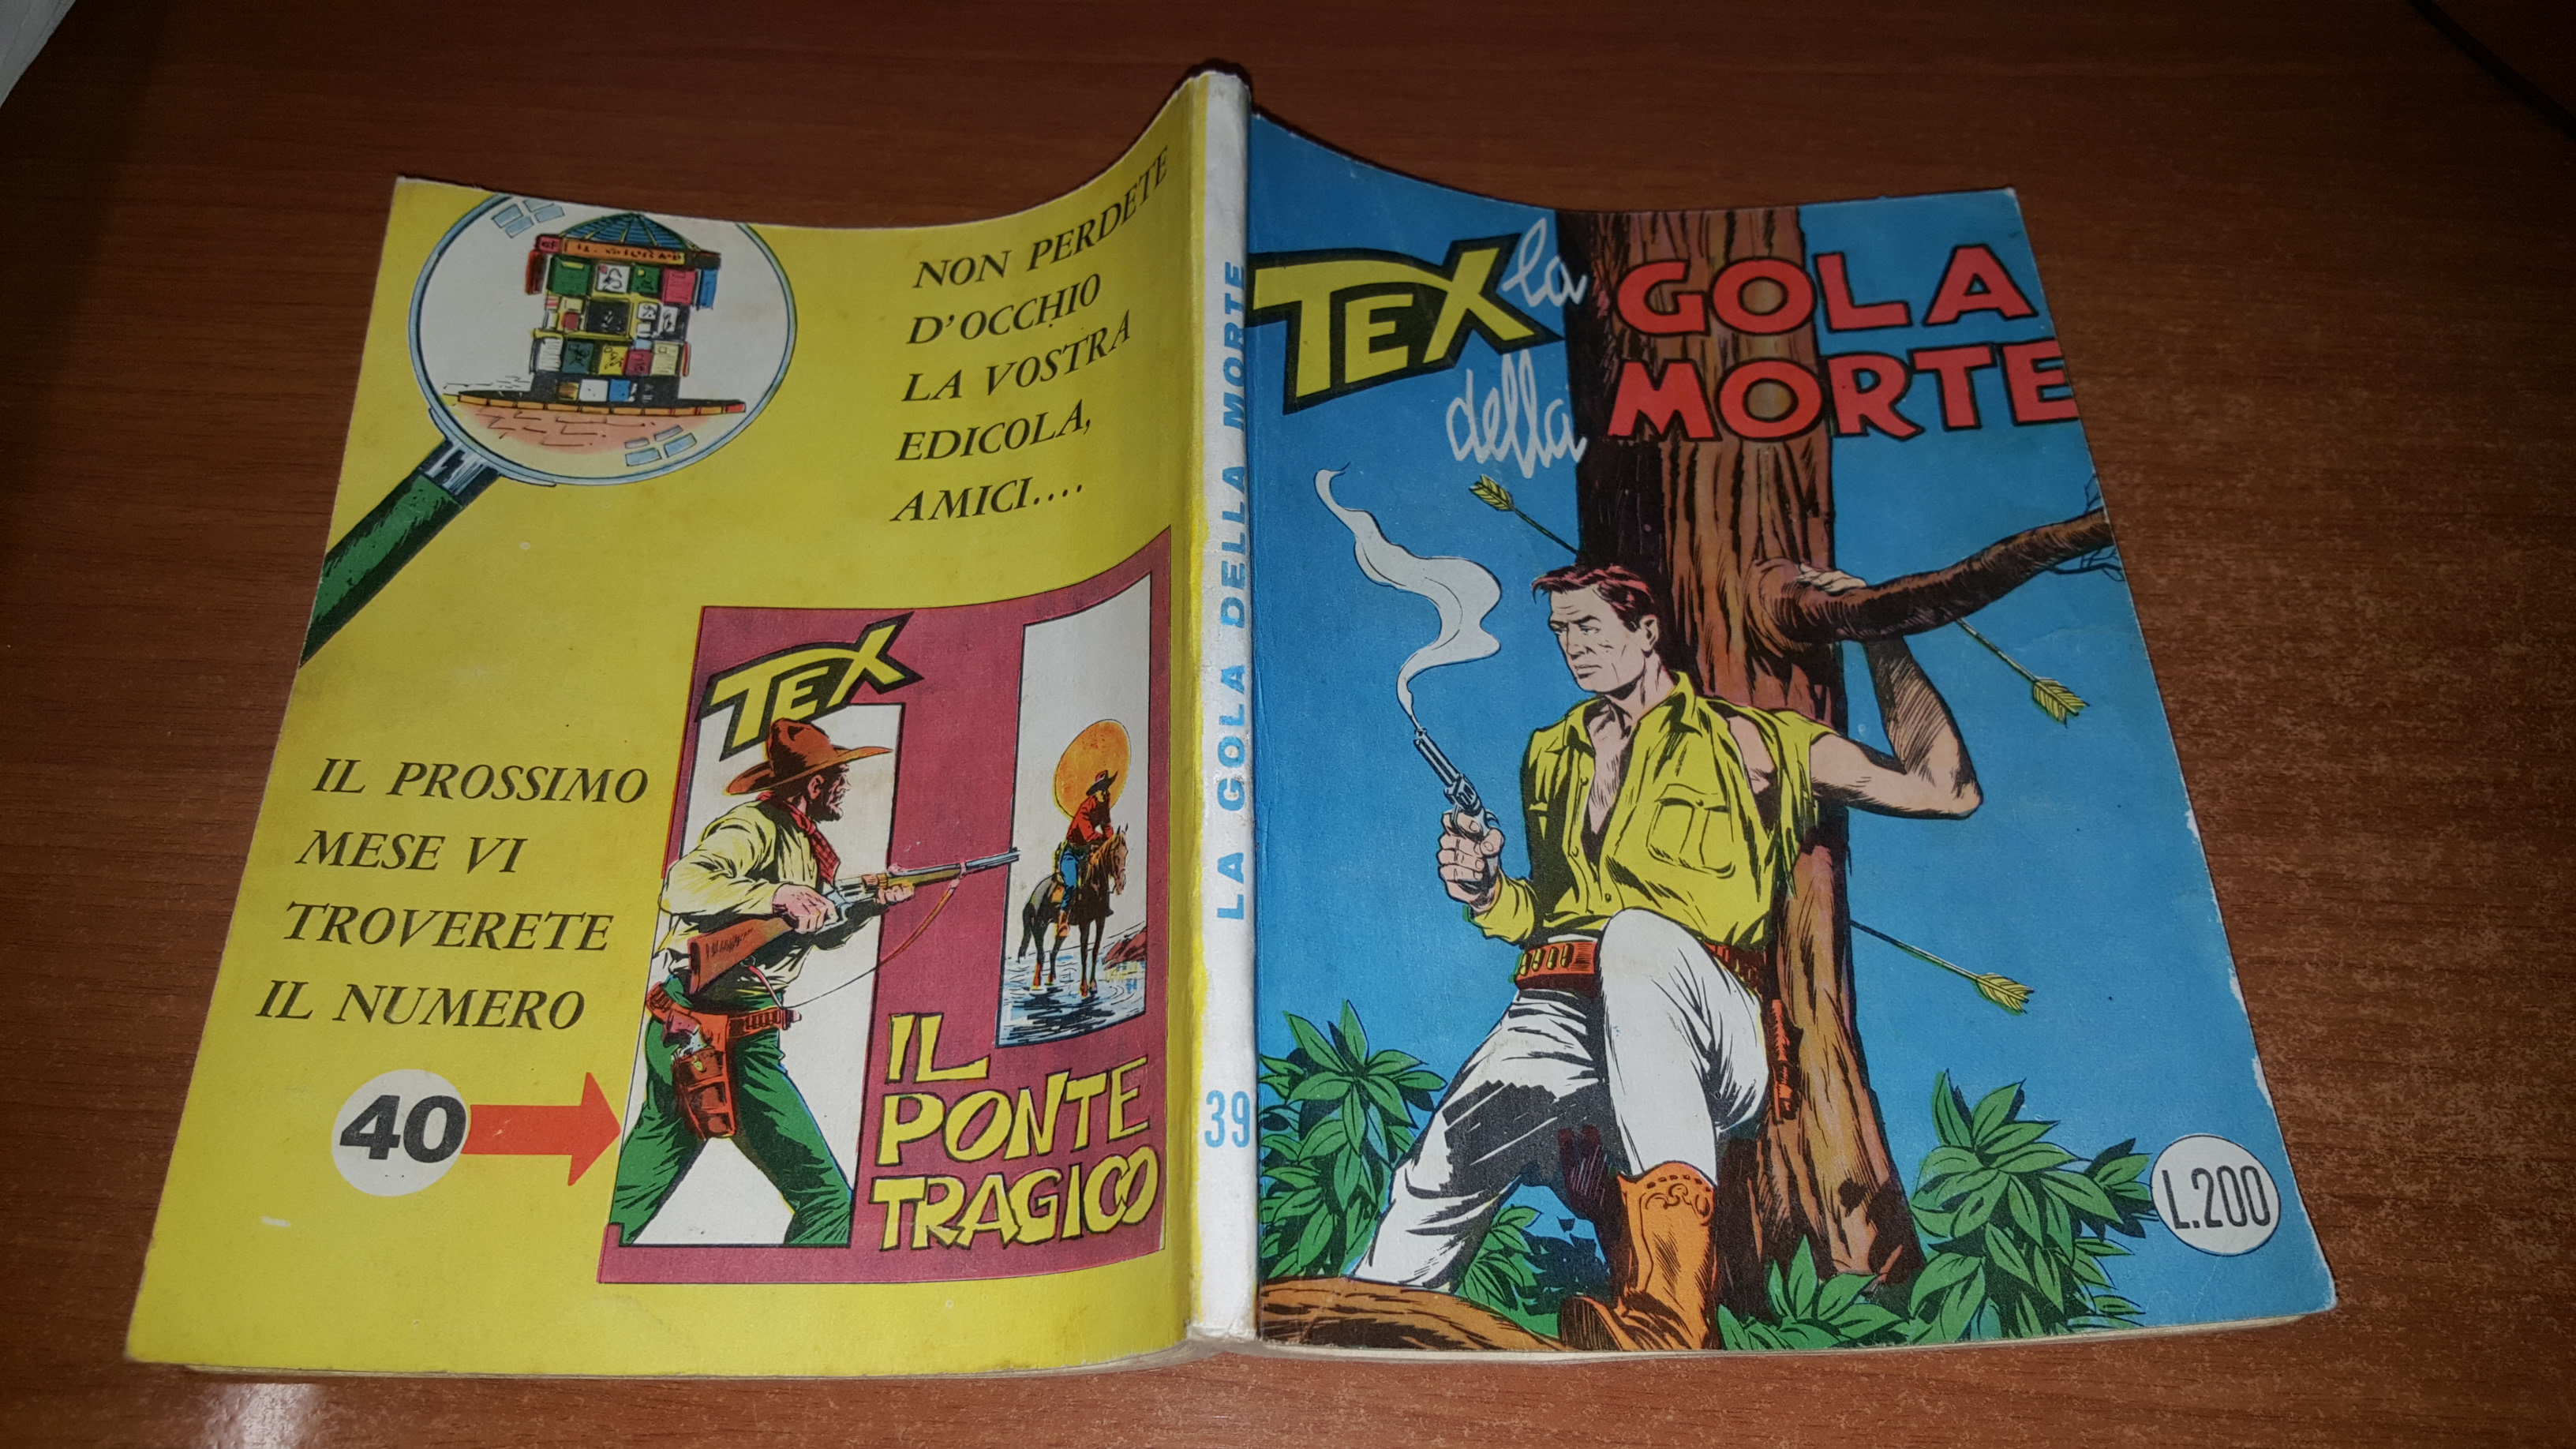 NON PERDETE
D'OCCHIO
LA VOSTRA
EDICOLA,
AMICI....
IL PROSSIMO
MESE VI
TROVERETE
IL NUMERO
40
TEX
IL
PONTE
TRAGICO
LA GOLA DELLA MORTE
39
TEX la GOLA
della MORTE
L.200